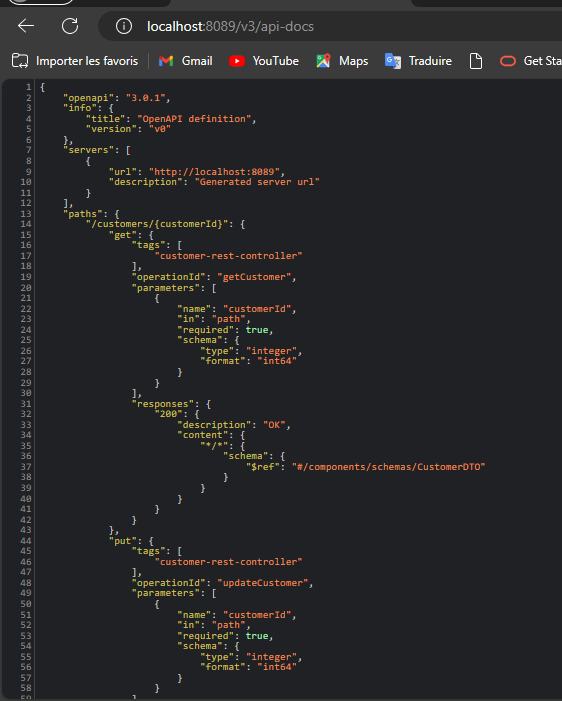 localhost:8089/v3/api-docs
Importer les favoris Gmail YouTube Maps Traduire Get Sta
1 {
2     "openapi": "3.0.1",
3     "info": {
4         "title": "OpenAPI definition",
5         "version": "v0"
6     },
7     "servers": [
8         {
9             "url": "http://localhost:8089",
10             "description": "Generated server url"
11         }
12     ],
13     "paths": {
14         "/customers/{customerId}": {
15             "get": {
16                 "tags": [
17                     "customer-rest-controller"
18                 ],
19                 "operationId": "getCustomer",
20                 "parameters": [
21                     {
22                         "name": "customerId",
23                         "in": "path",
24                         "required": true,
25                         "schema": {
26                             "type": "integer",
27                             "format": "int64"
28                         }
29                     }
30                 ],
31                 "responses": {
32                     "200": {
33                         "description": "OK",
34                         "content": {
35                             "*/*": {
36                                 "schema": {
37                                     "$ref": "#/components/schemas/CustomerDTO"
38                                 }
39                             }
40                         }
41                     }
42                 }
43             },
44             "put": {
45                 "tags": [
46                     "customer-rest-controller"
47                 ],
48                 "operationId": "updateCustomer",
49                 "parameters": [
50                     {
51                         "name": "customerId",
52                         "in": "path",
53                         "required": true,
54                         "schema": {
55                             "type": "integer",
56                             "format": "int64"
57                         }
58                     }
59                 ]